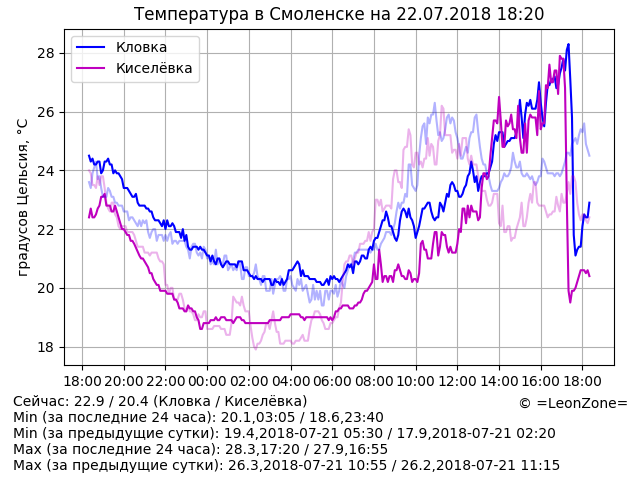 Температура в Смоленске на 22.07.2018 18:20
Кловка
Киселёвка
градусов Цельсия, °C
28
26
24
22
20
18
18:00 20:00 22:00 00:00 02:00 04:00 06:00 08:00 10:00 12:00 14:00 16:00 18:00
Сейчас: 22.9 / 20.4 (Кловка / Киселёвка)
© =LeonZone=
Min (за последние 24 часа): 20.1,03:05 / 18.6,23:40
Min (за предыдущие сутки): 19.4,2018-07-21 05:30 / 17.9,2018-07-21 02:20
Max (за последние 24 часа): 28.3,17:20 / 27.9,16:55
Max (за предыдущие сутки): 26.3,2018-07-21 10:55 / 26.2,2018-07-21 11:15